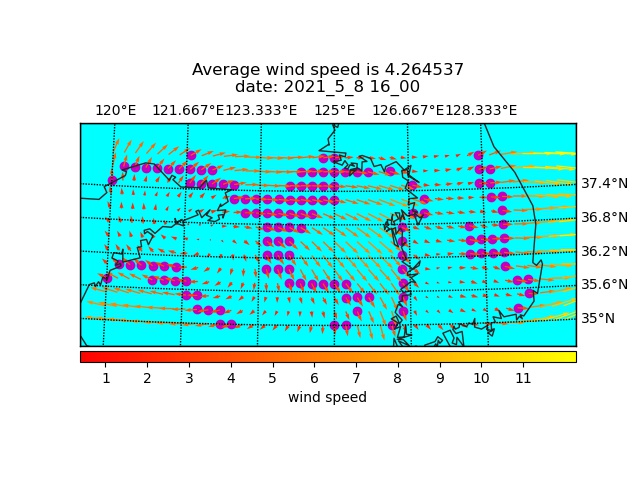 Average wind speed is 4.264537
date: 2021_5_8 16_00
120°E 121.667°E 123.333°E 125°E 126.667°E 128.333°E
37.4°N
36.8°N
36.2°N
35.6°N
35°N
1 2 3 4 5 6 7 8 9 10 11
wind speed